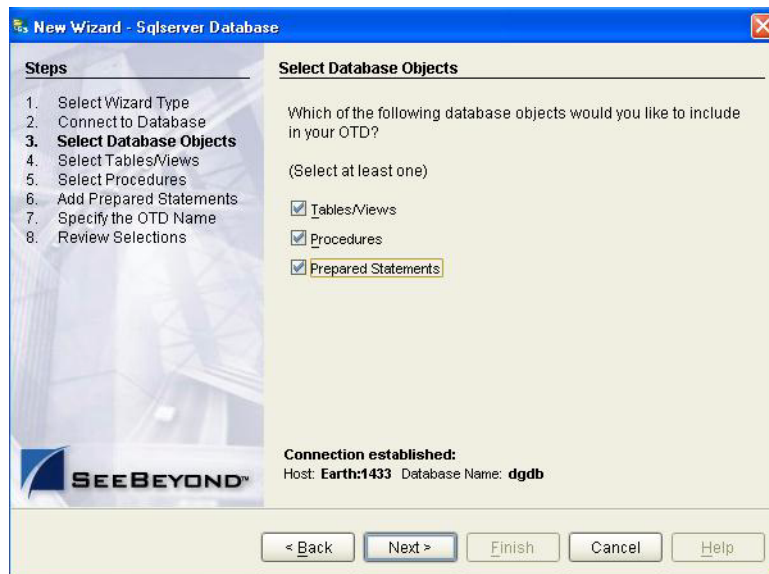 New Wizard - Sqlserver Database
Steps
1. Select Wizard Type
2. Connect to Database
3. Select Database Objects
4. Select Tables/Views
5. Select Procedures
6. Add Prepared Statements
7. Specify the OTD Name
8. Review Selections
Select Database Objects
Which of the following database objects would you like to include
in your OTD?
(Select at least one)
Tables/Views
Procedures
Prepared Statements
Connection established:
Host: Earth:1433 Database Name: dgdb
SEEBEYOND™
< Back
Next >
Finish
Cancel
Help